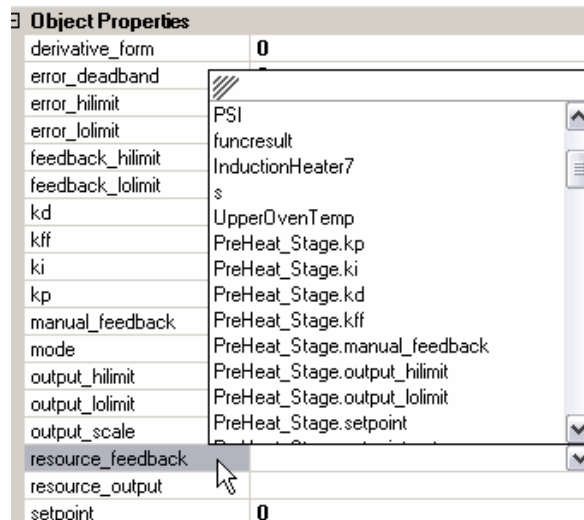 Object Properties
derivative_form 0
error_deadband
error_hilimit
error_lolimit
feedback_hilimit
feedback_lolimit
kd
kff
ki
kp
manual_feedback
mode
output_hilimit
output_lolimit
output_scale
resource_feedback
resource_output
setpoint 0
PSI
funcresult
InductionHeater7
s
UpperOvenTemp
PreHeat_Stage.kp
PreHeat_Stage.ki
PreHeat_Stage.kd
PreHeat_Stage.kff
PreHeat_Stage.manual_feedback
PreHeat_Stage.output_hilimit
PreHeat_Stage.output_lolimit
PreHeat_Stage.setpoint